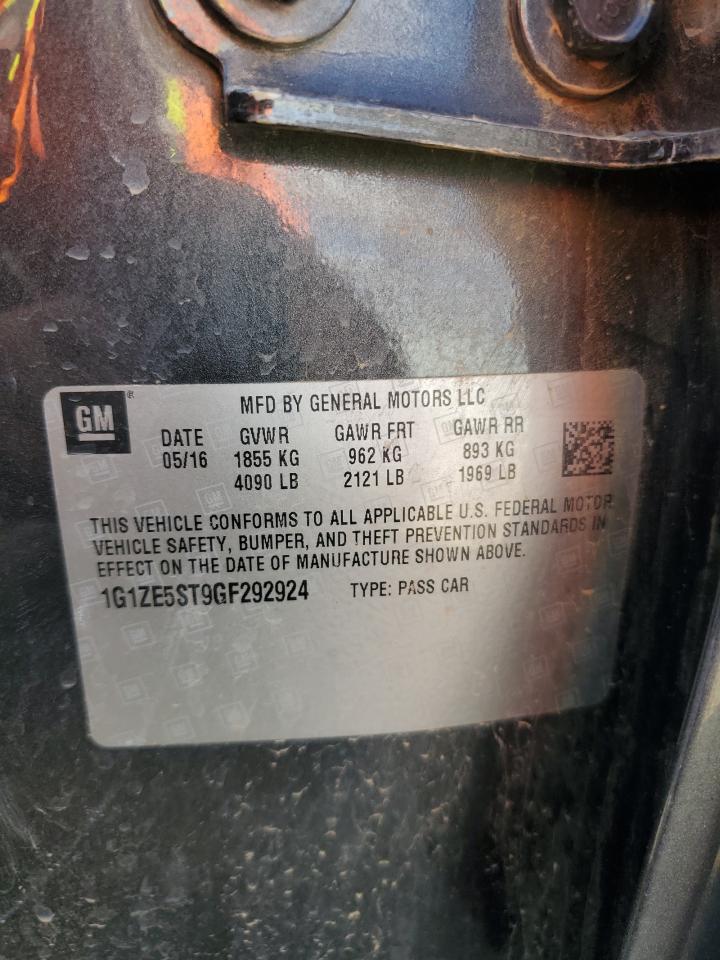 GM
MFD BY GENERAL MOTORS LLC
DATE GVWR GAWR FRT GAWR RR
05/16 1855 KG 962 KG 893 KG
4090 LB 2121 LB 1969 LB
THIS VEHICLE CONFORMS TO ALL APPLICABLE U.S. FEDERAL MOTOR
VEHICLE SAFETY, BUMPER, AND THEFT PREVENTION STANDARDS IN
EFFECT ON THE DATE OF MANUFACTURE SHOWN ABOVE.
1G1ZE5ST9GF292924 TYPE: PASS CAR